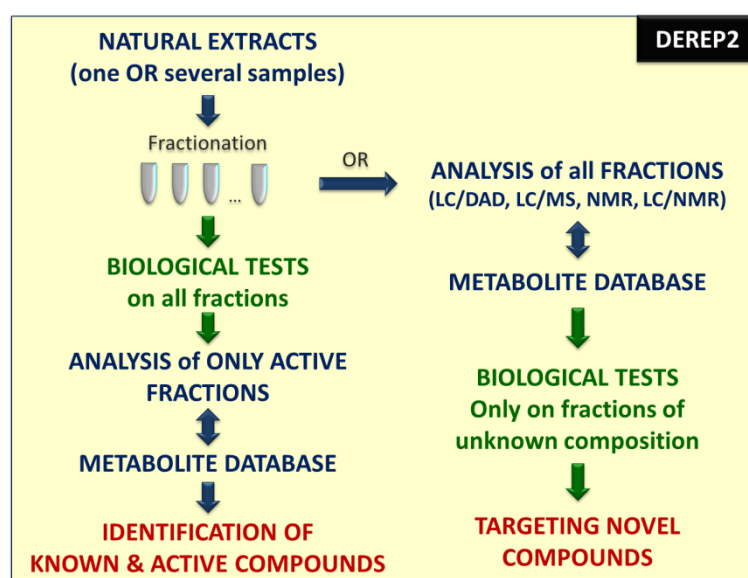 DEREP2
NATURAL EXTRACTS
(one OR several samples)
Fractionation
...
OR
BIOLOGICAL TESTS
on all fractions
ANALYSIS of ONLY ACTIVE
FRACTIONS
METABOLITE DATABASE
IDENTIFICATION OF
KNOWN & ACTIVE COMPOUNDS
ANALYSIS of all FRACTIONS
(LC/DAD, LC/MS, NMR, LC/NMR)
METABOLITE DATABASE
BIOLOGICAL TESTS
Only on fractions of
unknown composition
TARGETING NOVEL
COMPOUNDS